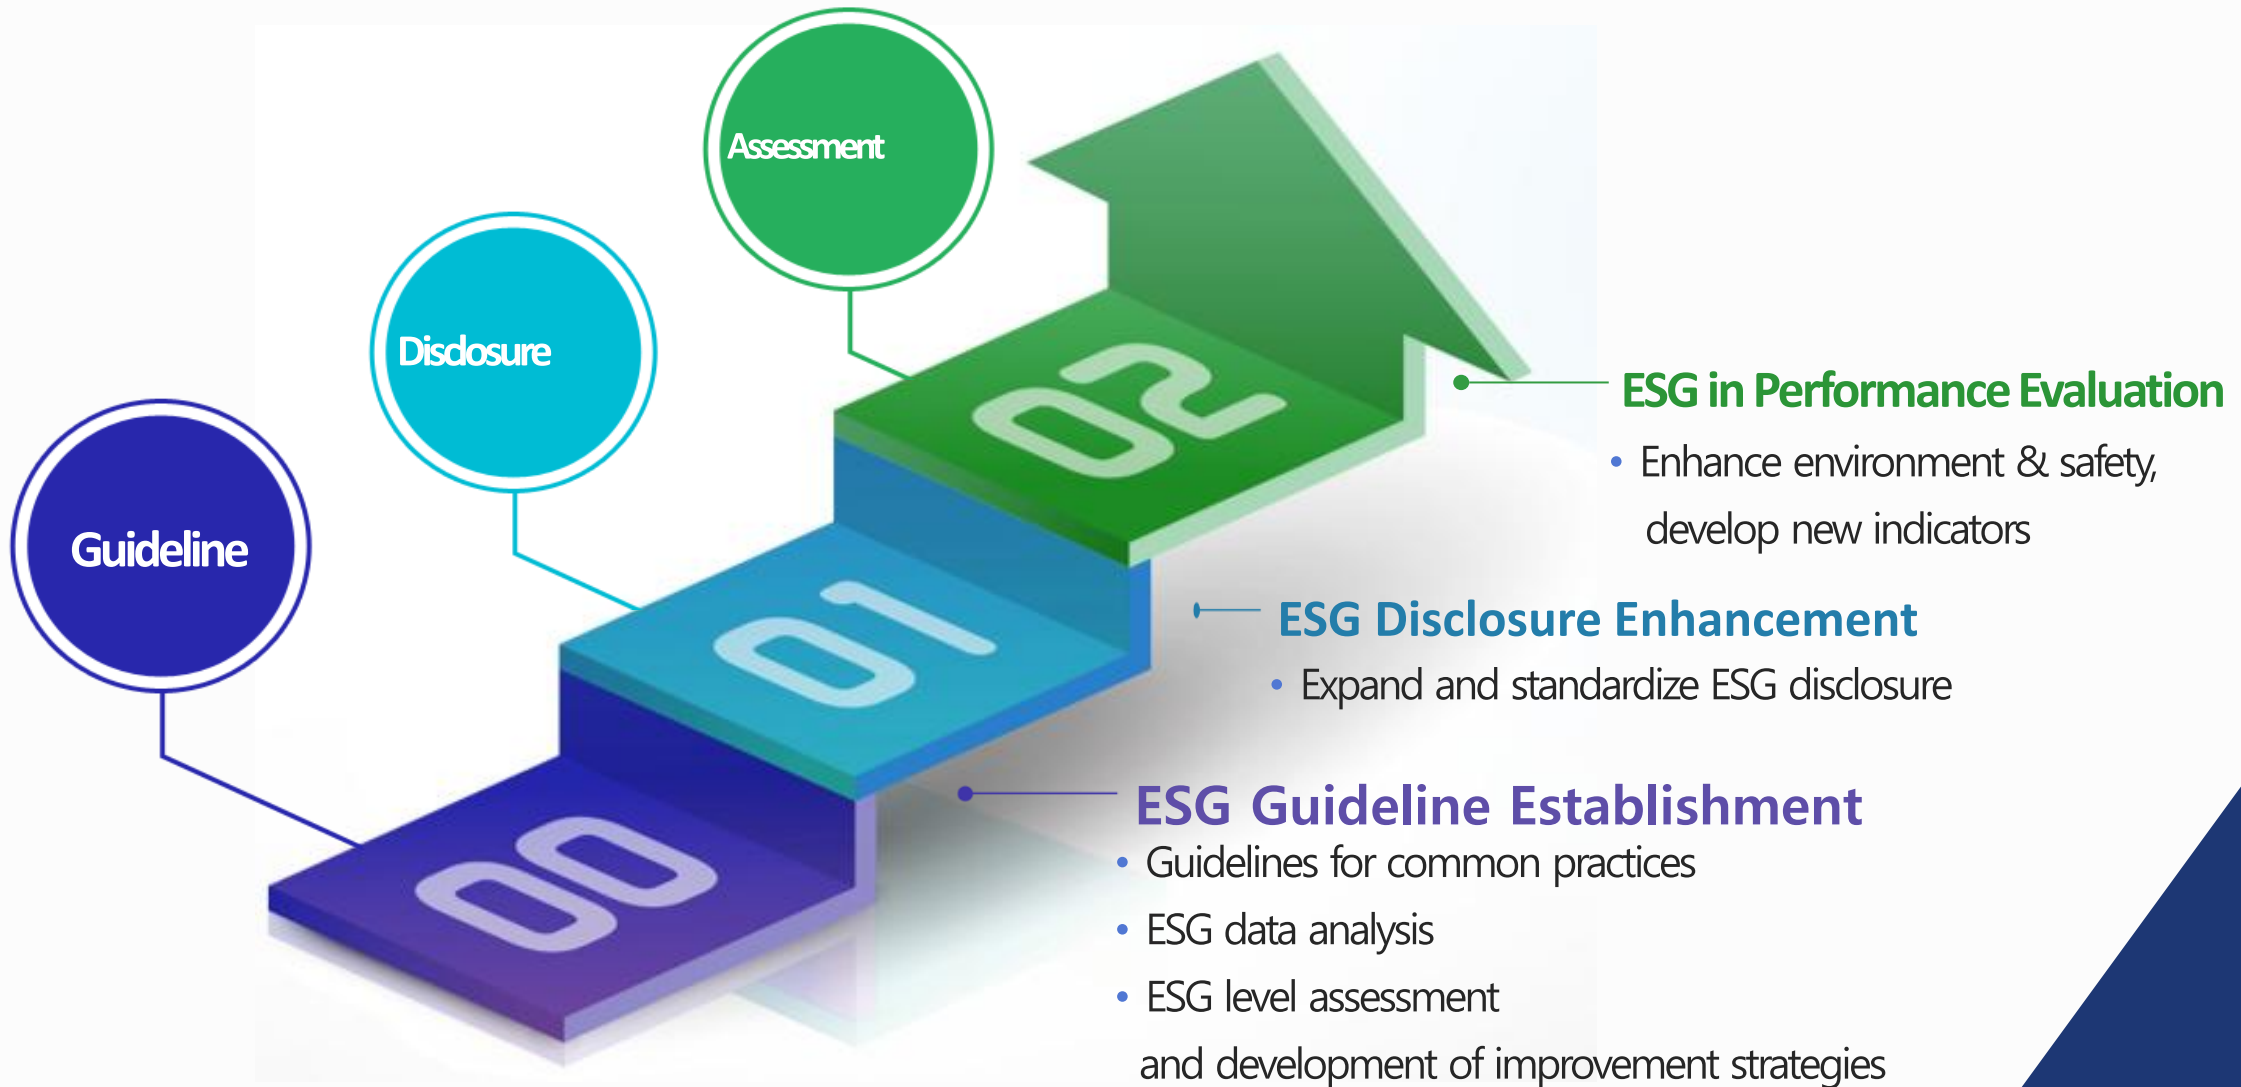 Assessment
02
ESG in Performance Evaluation
• Enhance environment & safety,
develop new indicators
Disclosure
01
ESG Disclosure Enhancement
• Expand and standardize ESG disclosure
Guideline
00
ESG Guideline Establishment
• Guidelines for common practices
• ESG data analysis
• ESG level assessment
and development of improvement strategies